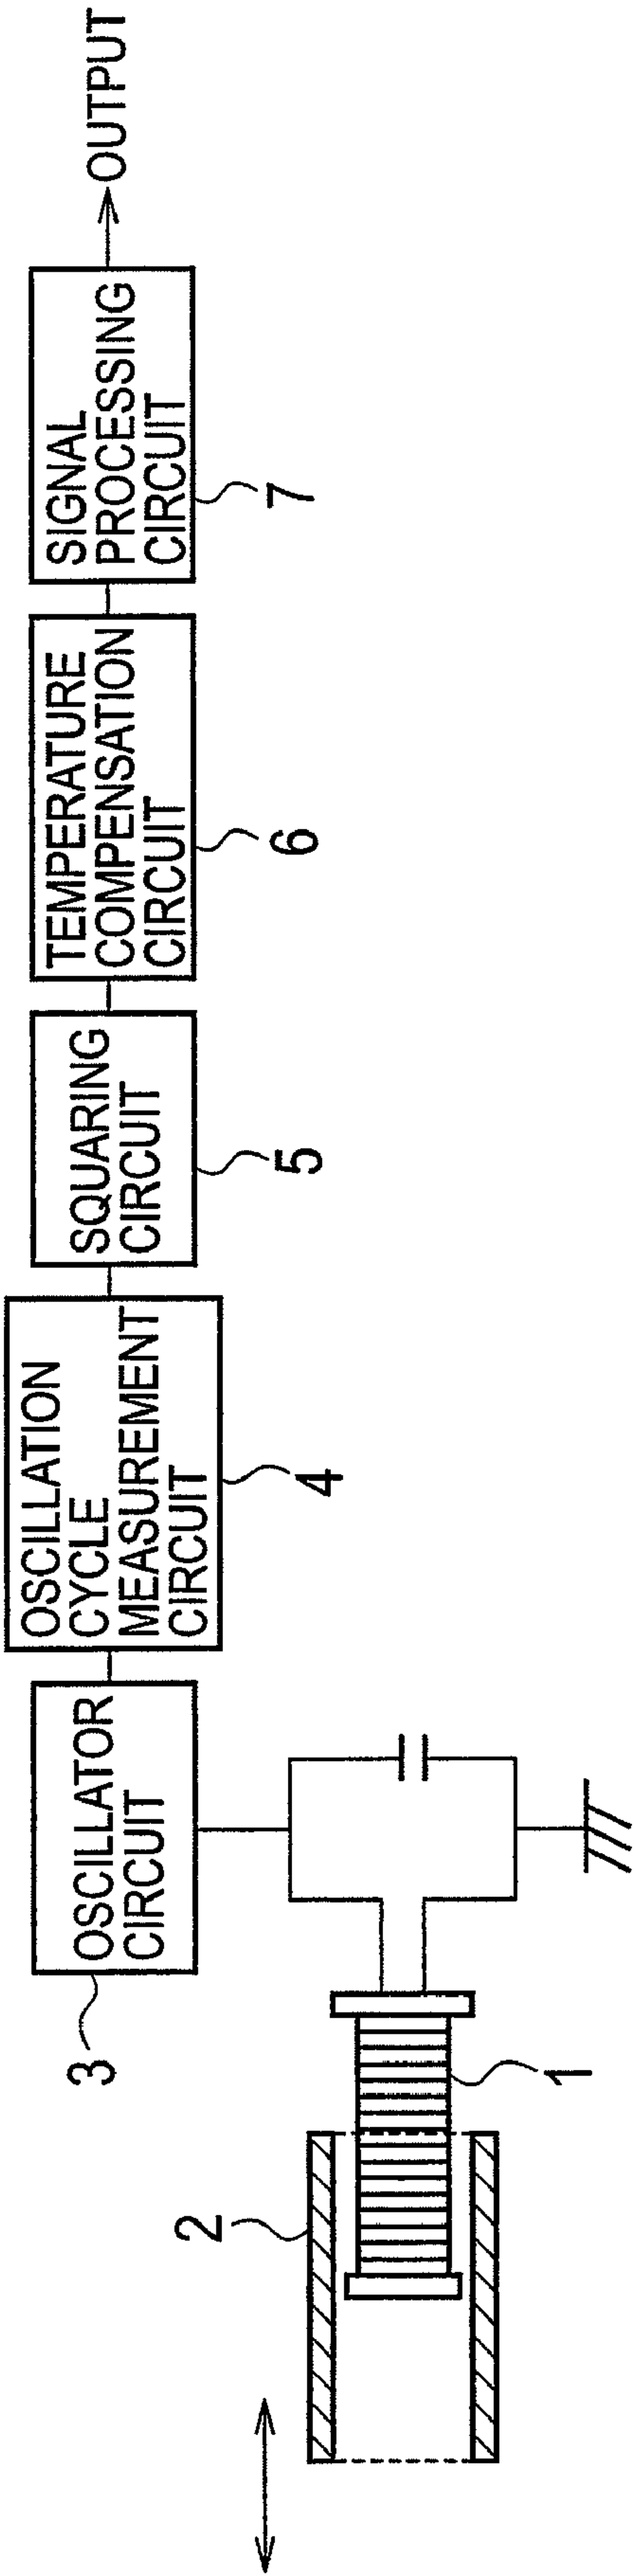 OSCILLATOR
CIRCUIT
3
OSCILLATION
CYCLE
MEASUREMENT
CIRCUIT
4
SQUARING
CIRCUIT
5
TEMPERATURE
COMPENSATION
CIRCUIT
6
SIGNAL
PROCESSING
CIRCUIT
7
OUTPUT
2
1